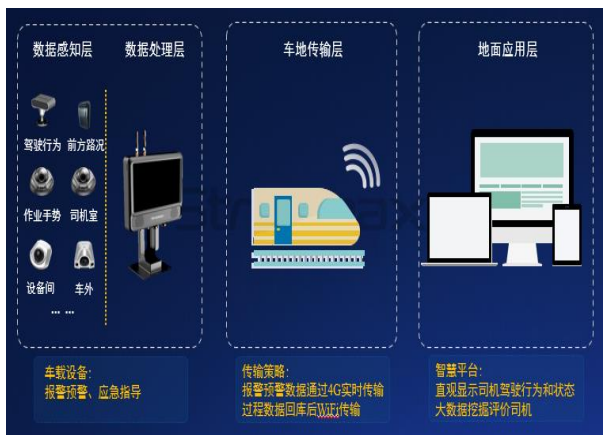 数据感知层
数据处理层
驾驶行为
前方路况
作业手势
司机室
设备间
车外
... ...
车载设备：
报警预警、应急指导
车地传输层
传输策略：
报警预警数据通过4G实时传输
过程数据回库后WiFi传输
地面应用层
智慧平台：
直观显示司机驾驶行为和状态
大数据挖掘评价司机